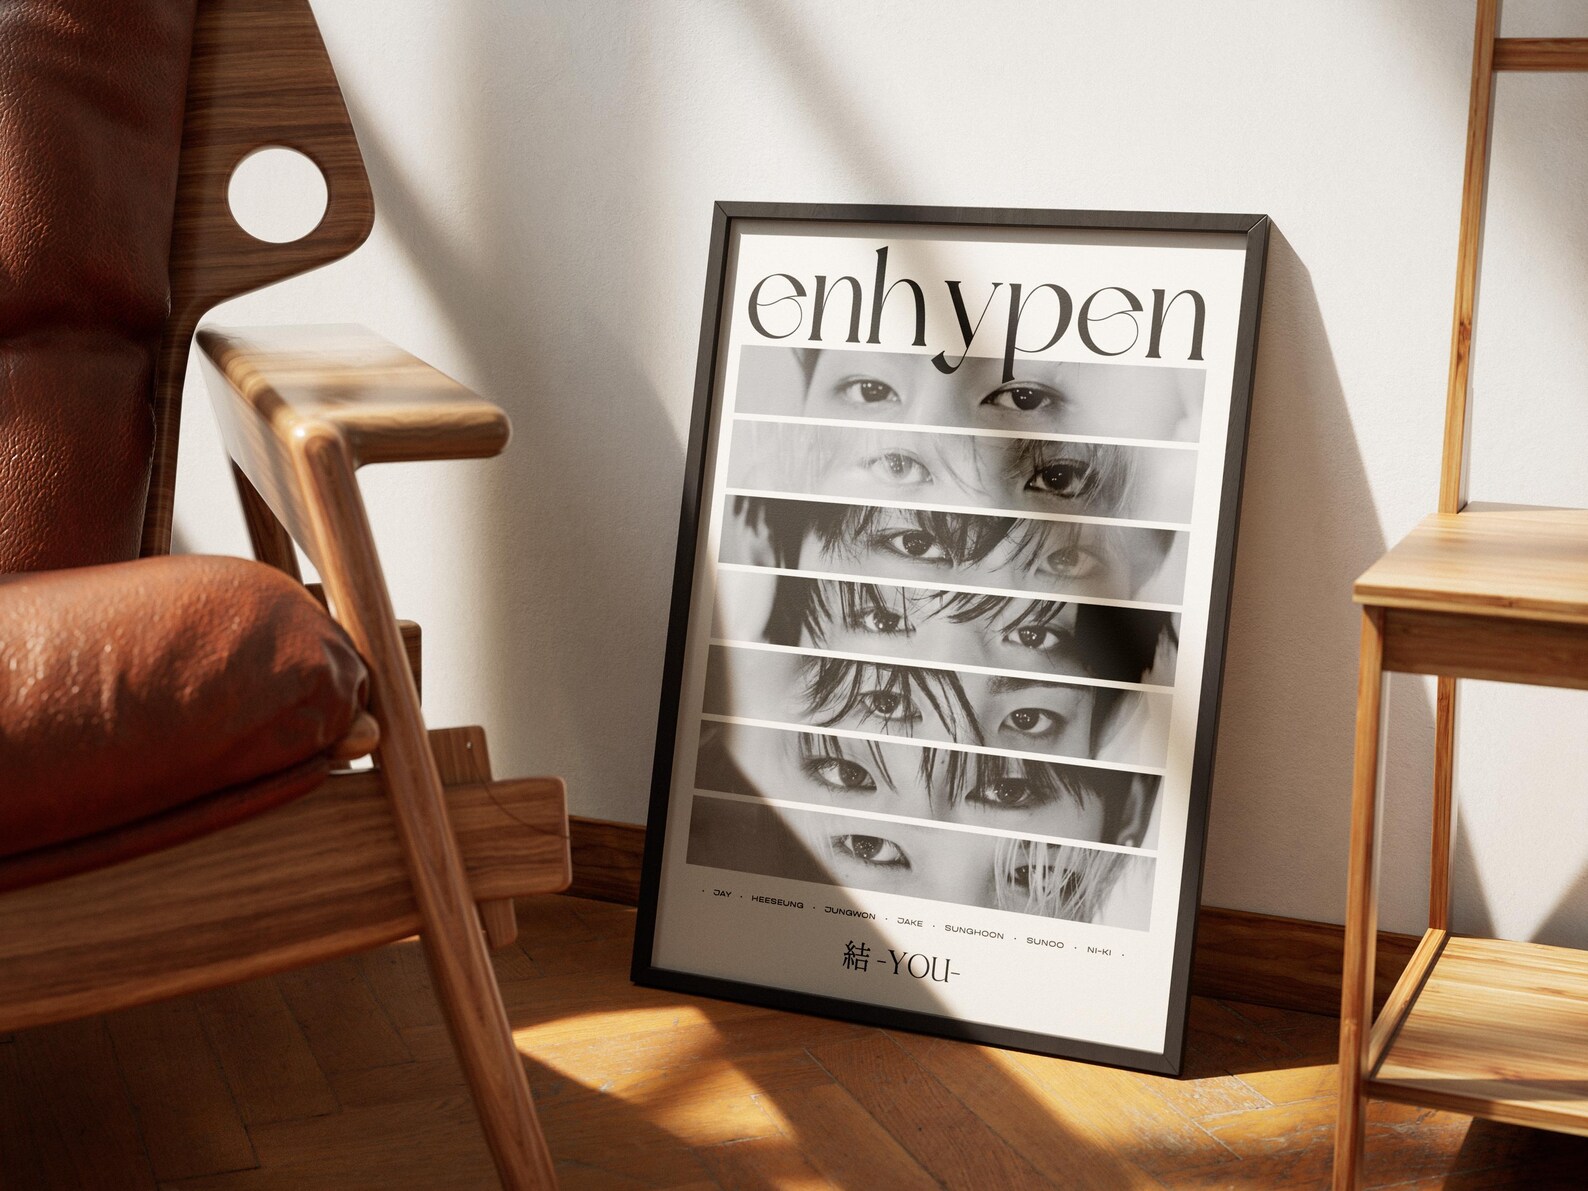 enhypen
· JAY · HEESEUNG · JUNGWON · JAKE · SUNGHOON · SUNOO · NI-KI ·
結 -YOU-